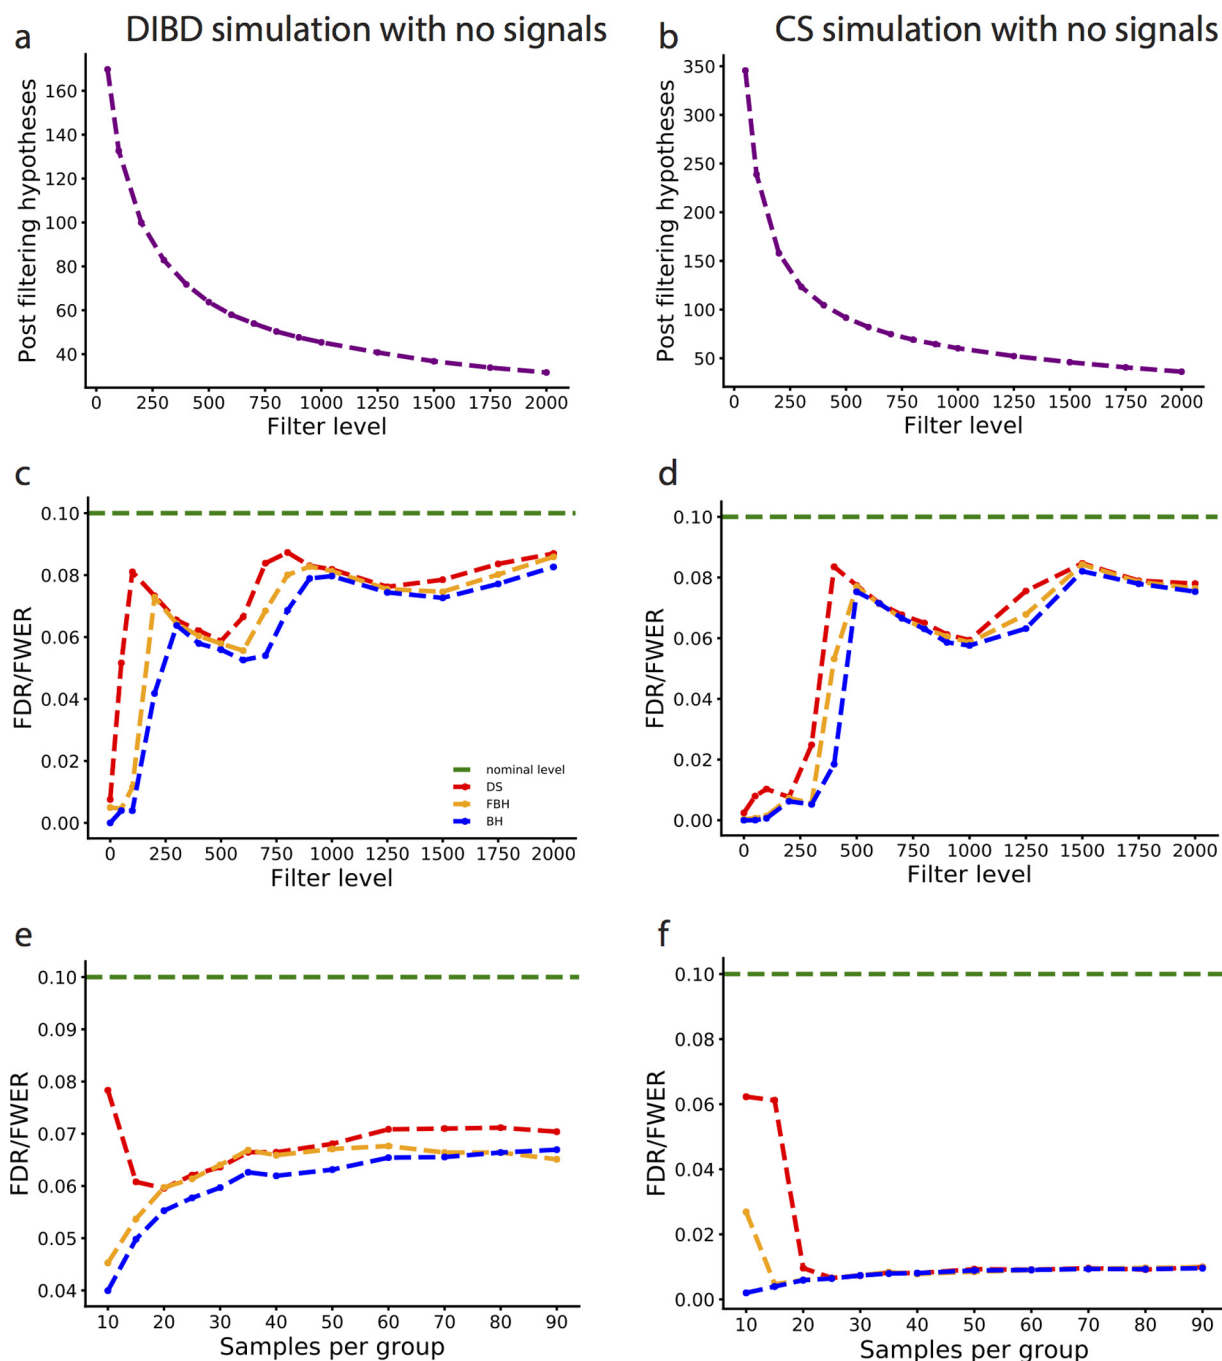 a DIBD simulation with no signals
b CS simulation with no signals
Post filtering hypotheses
160
140
120
100
80
60
40
0 250 500 750 1000 1250 1500 1750 2000
Filter level
Post filtering hypotheses
350
300
250
200
150
100
50
0 250 500 750 1000 1250 1500 1750 2000
Filter level
c
FDR/FWER
0.10
0.08
0.06
0.04
0.02
0.00
nominal level
DS
FBH
BH
0 250 500 750 1000 1250 1500 1750 2000
Filter level
d
FDR/FWER
0.10
0.08
0.06
0.04
0.02
0.00
0 250 500 750 1000 1250 1500 1750 2000
Filter level
e
FDR/FWER
0.10
0.09
0.08
0.07
0.06
0.05
0.04
10 20 30 40 50 60 70 80 90
Samples per group
f
FDR/FWER
0.10
0.08
0.06
0.04
0.02
0.00
10 20 30 40 50 60 70 80 90
Samples per group